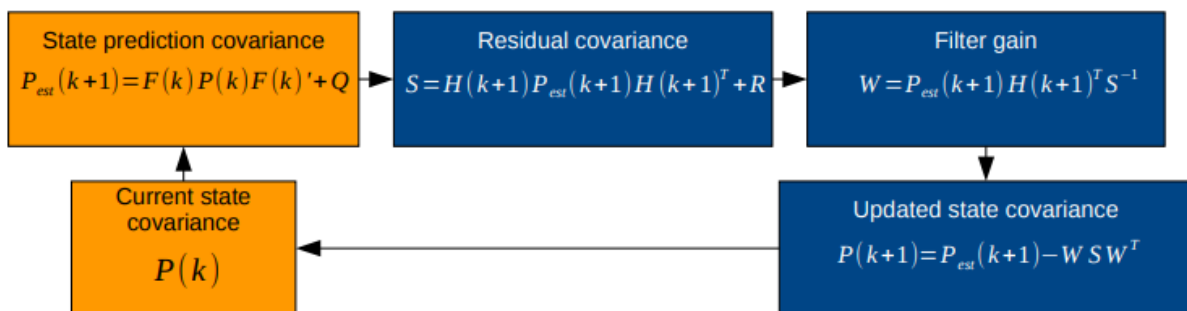 State prediction covariance
P_est(k+1)=F(k)P(k)F(k)'+Q
Residual covariance
S=H(k+1)P_est(k+1)H(k+1)^T+R
Filter gain
W=P_est(k+1)H(k+1)^T S^-1
Current state
covariance
P(k)
Updated state covariance
P(k+1)=P_est(k+1)−W S W^T